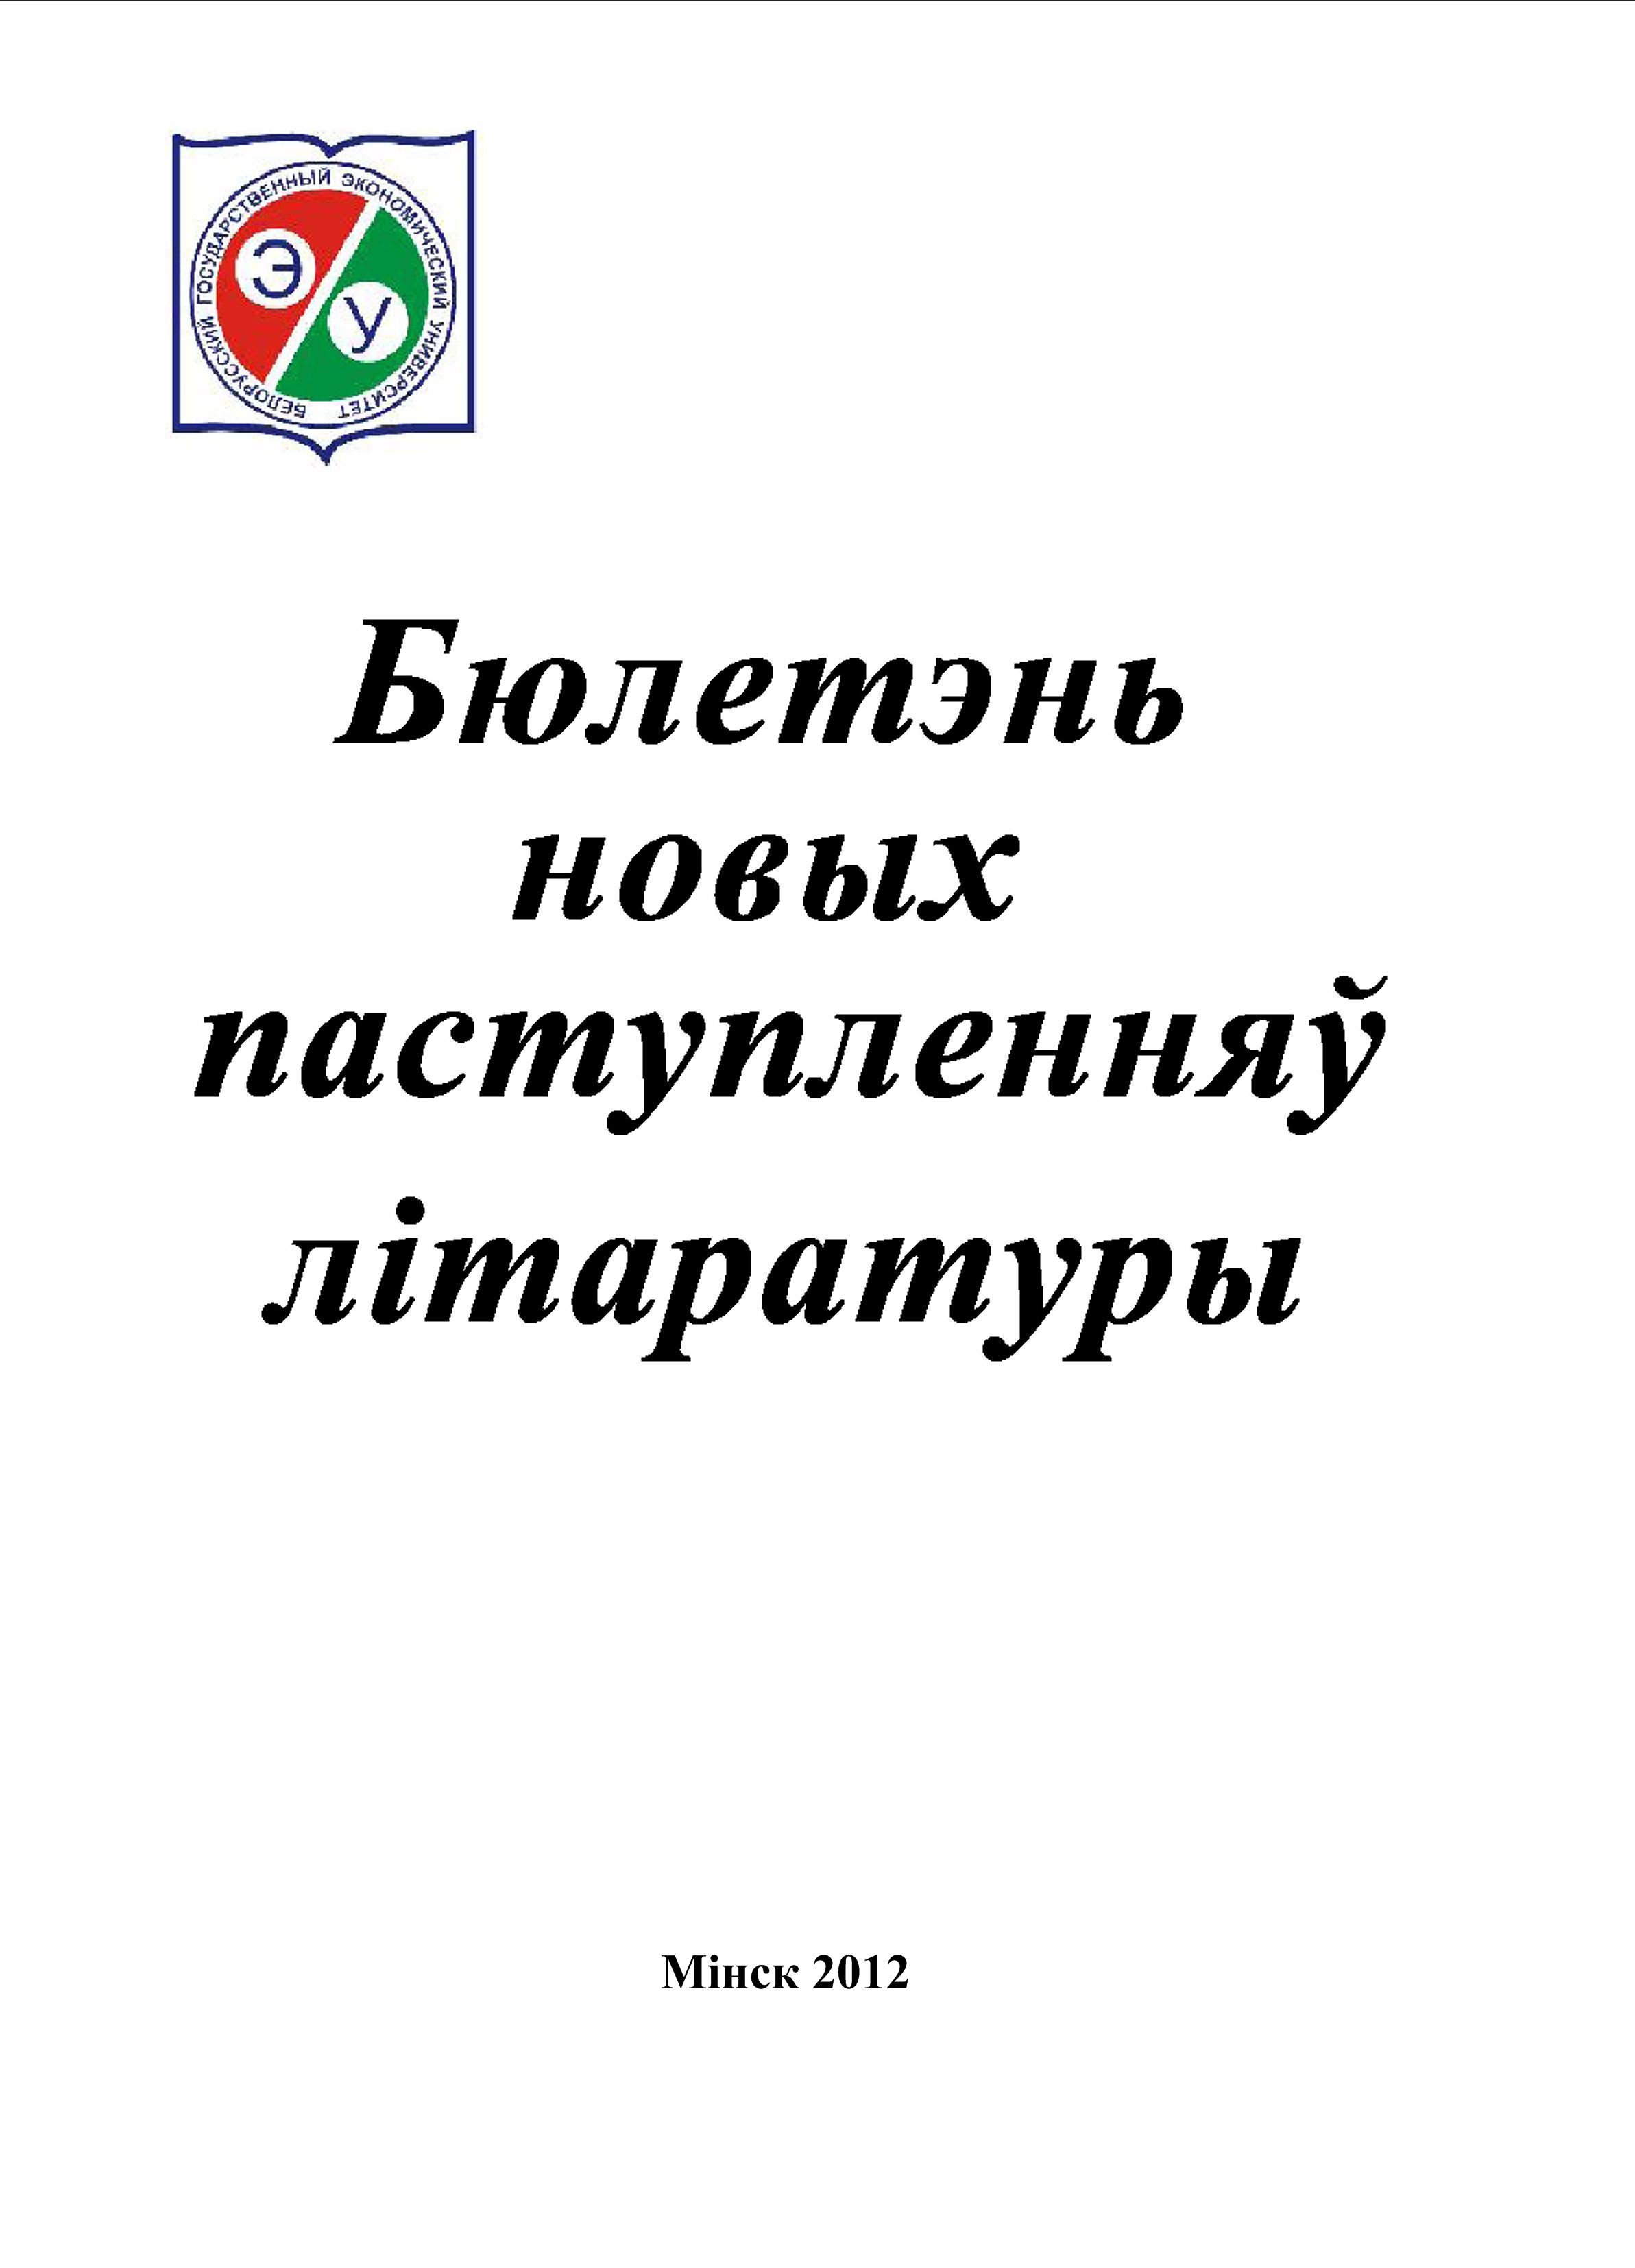 БЕЛОРУССКИЙ ГОСУДАРСТВЕННЫЙ ЭКОНОМИЧЕСКИЙ УНИВЕРСИТЕТ
Э
У
Бюлетэнь
новых
паступленняў
літаратуры
Мінск 2012